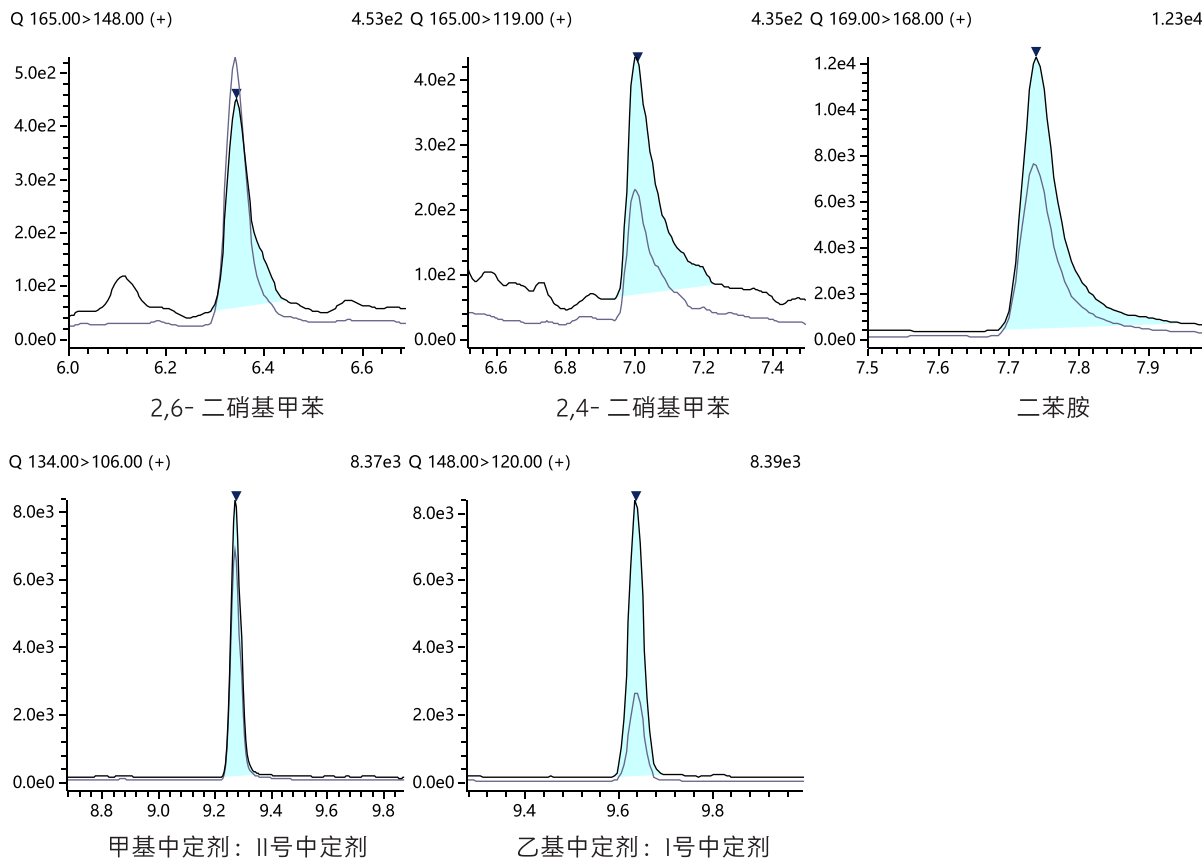 Q 165.00>148.00 (+) 4.53e2 Q 165.00>119.00 (+) 4.35e2 Q 169.00>168.00 (+) 1.23e4
5.0e2
4.0e2
3.0e2
2.0e2
1.0e2
0.0e0
6.0 6.2 6.4 6.6
2,6- 二硝基甲苯
4.0e2
3.0e2
2.0e2
1.0e2
0.0e0
6.6 6.8 7.0 7.2 7.4
2,4- 二硝基甲苯
1.2e4
1.0e4
8.0e3
6.0e3
4.0e3
2.0e3
0.0e0
7.5 7.6 7.7 7.8 7.9
二苯胺
Q 134.00>106.00 (+) 8.37e3 Q 148.00>120.00 (+) 8.39e3
8.0e3
6.0e3
4.0e3
2.0e3
0.0e0
8.8 9.0 9.2 9.4 9.6 9.8
甲基中定剂：II号中定剂
8.0e3
6.0e3
4.0e3
2.0e3
0.0e0
9.4 9.6 9.8
乙基中定剂：I号中定剂